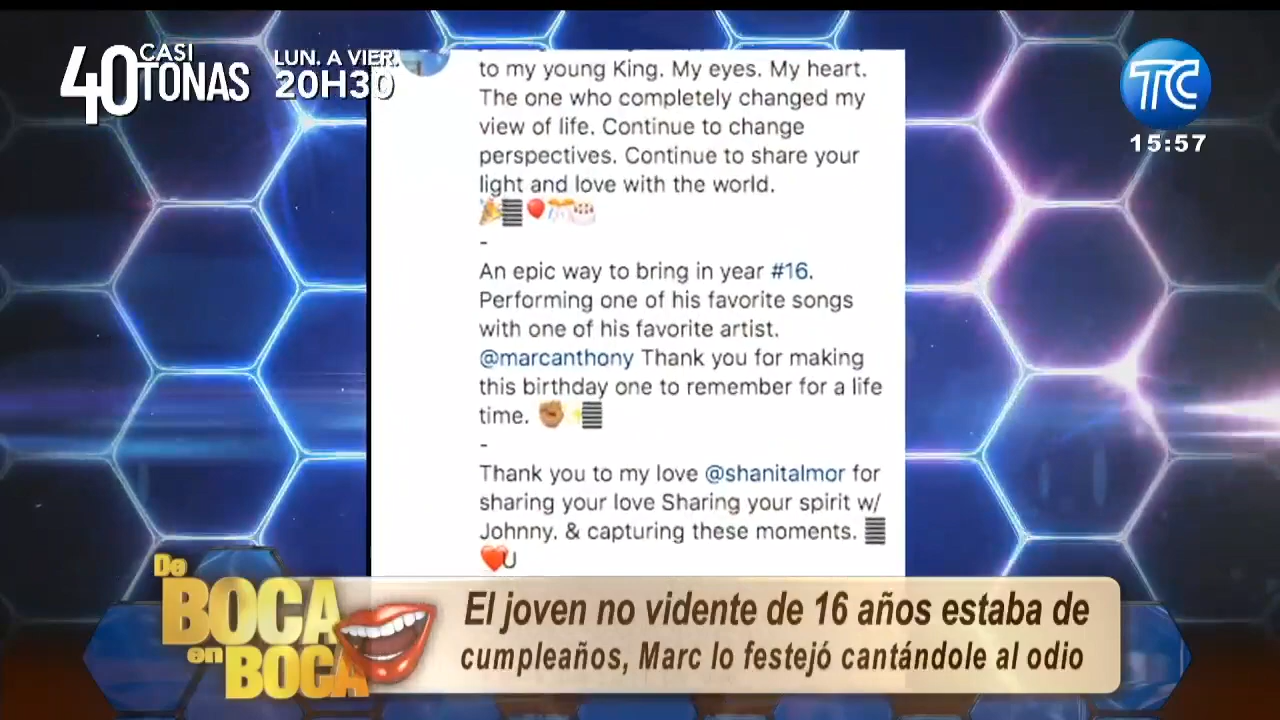 CASI
40TONAS
LUN. A VIER.
20H30
TC
15:57
to my young King. My eyes. My heart.
The one who completely changed my
view of life. Continue to change
perspectives. Continue to share your
light and love with the world.
-
An epic way to bring in year #16.
Performing one of his favorite songs
with one of his favorite artist.
@marcanthony Thank you for making
this birthday one to remember for a life
time.
-
Thank you to my love @shanitalmor for
sharing your love Sharing your spirit w/
Johnny. & capturing these moments.
U
De
BOCA
en
BOCA
El joven no vidente de 16 años estaba de
cumpleaños, Marc lo festejó cantándole al odio